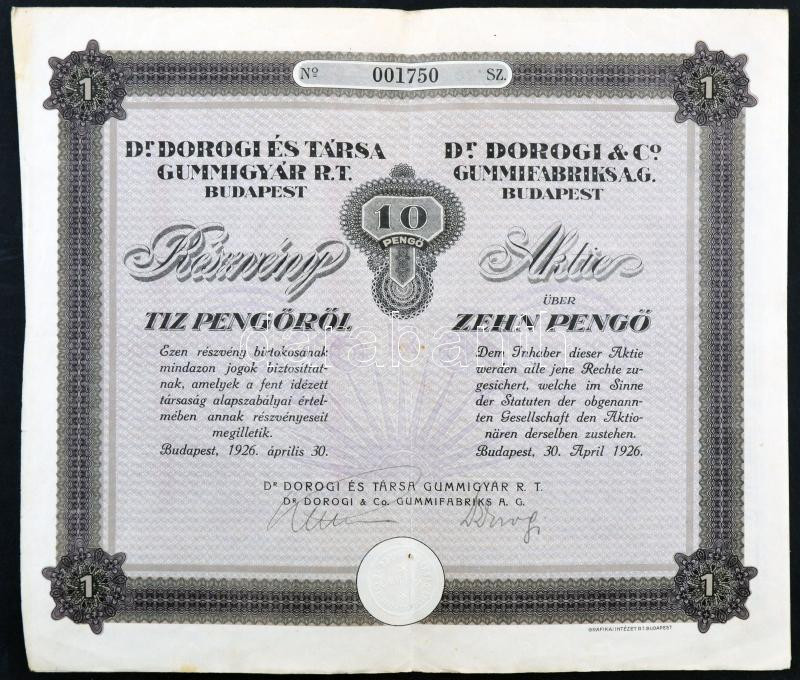 Nº 001750 SZ.
1
1
Dr DOROGI ÉS TÁRSA
GUMMIGYÁR R.T.
BUDAPEST
Részvény
TIZ PENGŐRŐL
Ezen részvény birtokosának
mindazon jogok biztosíttat-
nak, amelyek a fent idézett
társaság alapszabályai értel-
mében annak részvényeseit
megilletik.
Budapest, 1926. április 30.
10
PENGŐ
Dr DOROGI & Co
GUMMIFABRIKS A.G.
BUDAPEST
Aktie
ÜBER
ZEHN PENGŐ
Dem Inhaber dieser Aktie
werden alle jene Rechte zu-
gesichert, welche im Sinne
der Statuten der obgenann-
ten Gesellschaft den Aktio-
nären derselben zustehen.
Budapest, 30. April 1926.
darabanth
Dr DOROGI ÉS TÁRSA GUMMIGYÁR R. T.
Dr DOROGI & Co. GUMMIFABRIKS A. G.
Dorogi
1
1
GRAFIKAI INTÉZET R.T. BUDAPEST